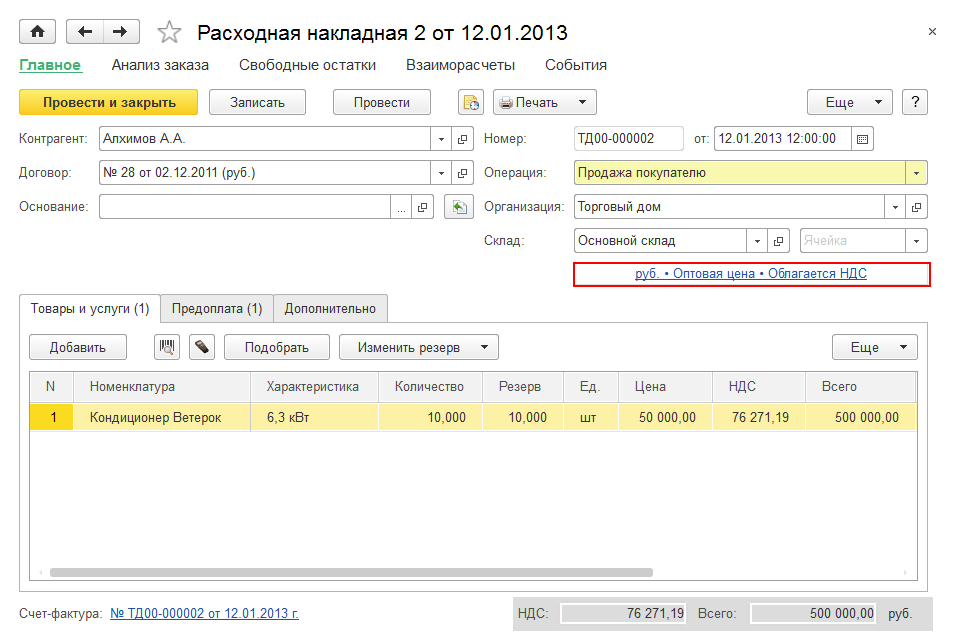 Расходная накладная 2 от 12.01.2013
Главное Анализ заказа Свободные остатки Взаиморасчеты События
Провести и закрыть Записать Провести Печать Еще ?
Контрагент: Алхимов А.А. Номер: ТД00-000002 от: 12.01.2013 12:00:00
Договор: № 28 от 02.12.2011 (руб.) Операция: Продажа покупателю
Основание: ... Организация: Торговый дом
Склад: Основной склад Ячейка
руб. • Оптовая цена • Облагается НДС
Товары и услуги (1) Предоплата (1) Дополнительно
Добавить Подобрать Изменить резерв Еще
N Номенклатура Характеристика Количество Резерв Ед. Цена НДС Всего
1 Кондиционер Ветерок 6,3 кВт 10,000 10,000 шт 50 000,00 76 271,19 500 000,00
Счет-фактура: № ТД00-000002 от 12.01.2013 г. НДС: 76 271,19 Всего: 500 000,00 руб.